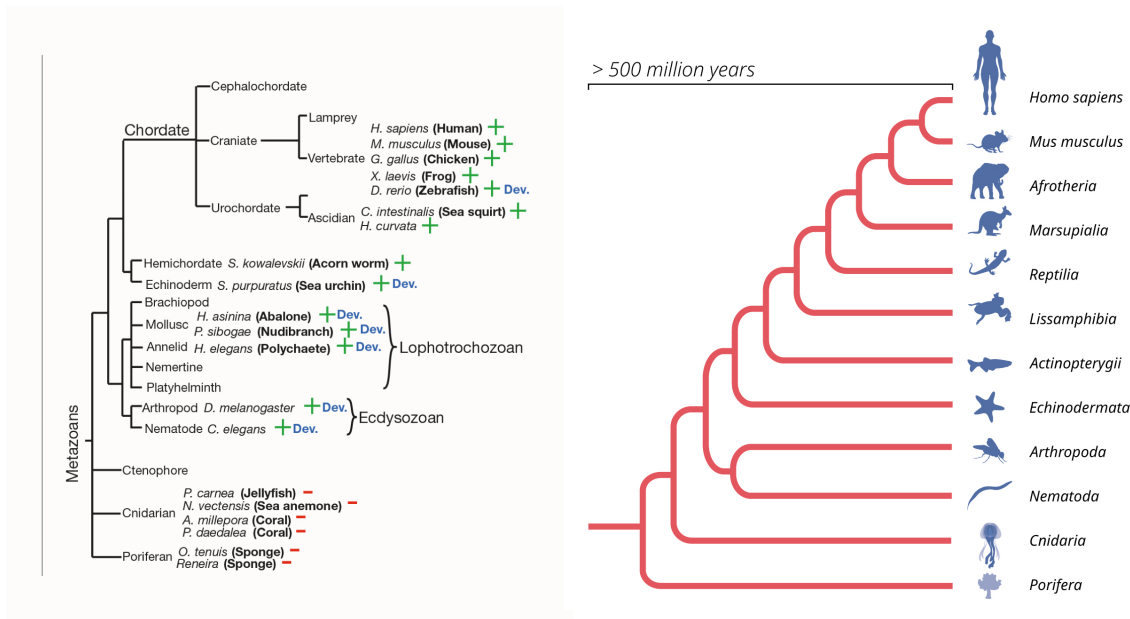 Cephalochordate
Chordate
Lamprey
Craniate
H. sapiens (Human) +
M. musculus (Mouse) +
Vertebrate G. gallus (Chicken) +
X. laevis (Frog) +
D. rerio (Zebrafish) + Dev.
Urochordate
Ascidian C. intestinalis (Sea squirt) +
H. curvata +
Hemichordate S. kowalevskii (Acorn worm) +
Echinoderm S. purpuratus (Sea urchin) + Dev.
Brachiopod
H. asinina (Abalone) + Dev.
Mollusc
P. sibogae (Nudibranch) + Dev.
Annelid H. elegans (Polychaete) + Dev.
Lophotrochozoan
Nemertine
Platyhelminth
Arthropod D. melanogaster + Dev.
Ecdysozoan
Nematode C. elegans + Dev.
Metazoans
Ctenophore
P. carnea (Jellyfish) -
N. vectensis (Sea anemone) -
Cnidarian
A. millepora (Coral) -
P. daedalea (Coral) -
Poriferan O. tenuis (Sponge) -
Reneira (Sponge) -
> 500 million years
Homo sapiens
Mus musculus
Afrotheria
Marsupialia
Reptilia
Lissamphibia
Actinopterygii
Echinodermata
Arthropoda
Nematoda
Cnidaria
Porifera